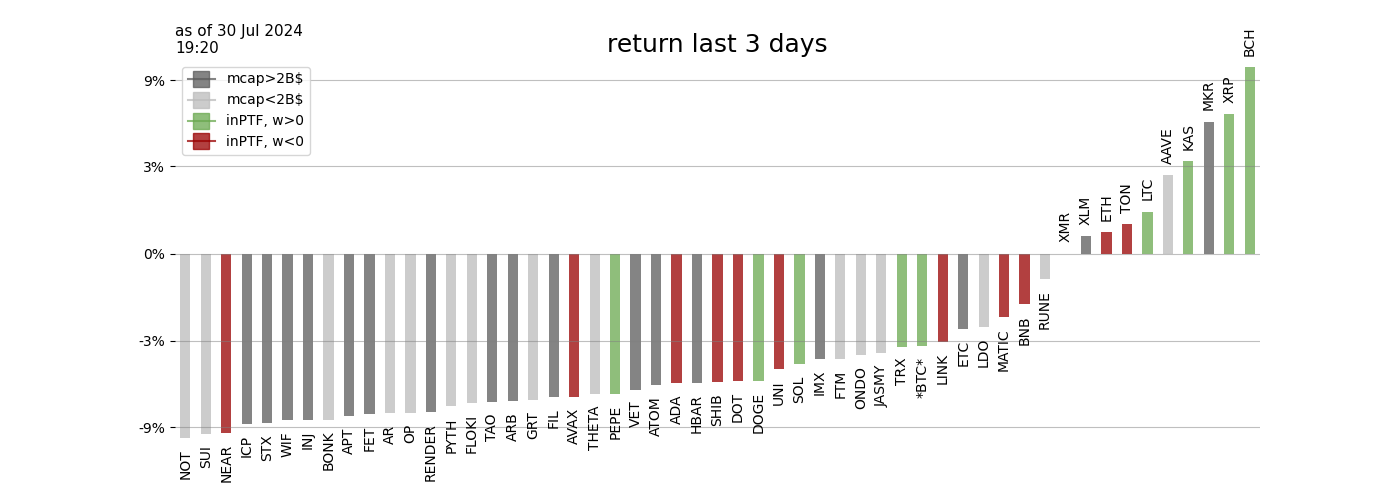 as of 30 Jul 2024
19:20
return last 3 days
mcap>2B$
mcap<2B$
inPTF, w>0
inPTF, w<0
9%
3%
0%
-3%
-9%
NOT
SUI
NEAR
ICP
STX
WIF
INJ
BONK
APT
FET
AR
OP
RENDER
PYTH
FLOKI
TAO
ARB
GRT
FIL
AVAX
THETA
PEPE
VET
ATOM
ADA
HBAR
SHIB
DOT
DOGE
UNI
SOL
IMX
FTM
ONDO
JASMY
TRX
*BTC*
LINK
ETC
LDO
MATIC
BNB
RUNE
XMR
XLM
ETH
TON
LTC
AAVE
KAS
MKR
XRP
BCH